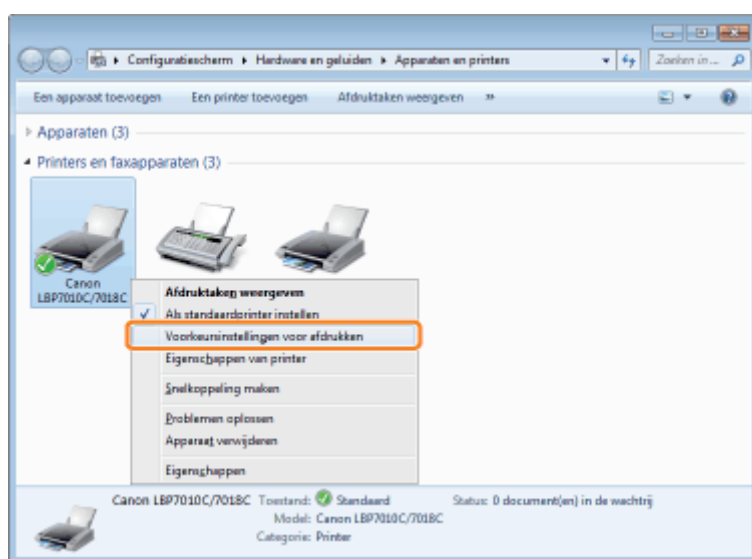 Configuratiescherm ▸ Hardware en geluiden ▸ Apparaten en printers
Zoeken in ...
Een apparaat toevoegen Een printer toevoegen Afdruktaken weergeven »
Apparaten (3)
Printers en faxapparaten (3)
Canon
LBP7010C/7018C
Afdruktaken weergeven
Als standaardprinter instellen
Voorkeursinstellingen voor afdrukken
Eigenschappen van printer
Snelkoppeling maken
Problemen oplossen
Apparaat verwijderen
Eigenschappen
Canon LBP7010C/7018C Toestand: Standaard Status: 0 document(en) in de wachtrij
Model: Canon LBP7010C/7018C
Categorie: Printer